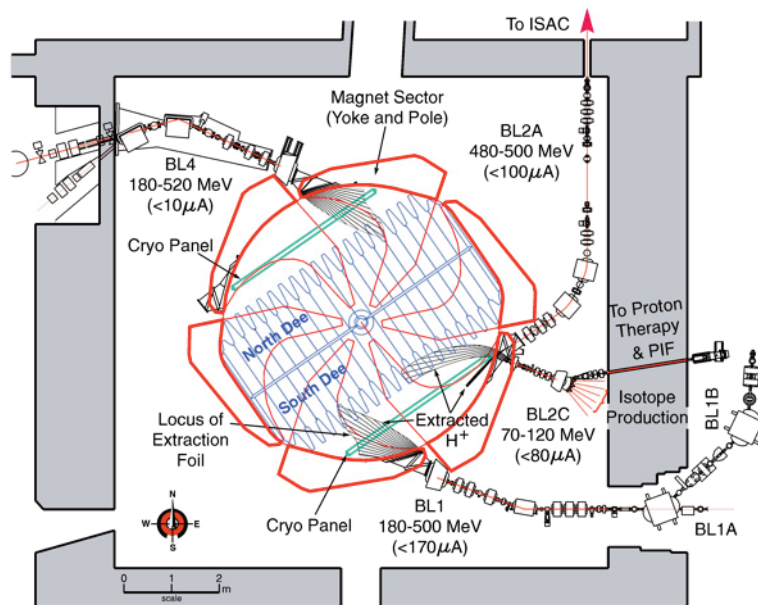 To ISAC
Magnet Sector
(Yoke and Pole)
BL2A
480-500 MeV
(<100μA)
BL4
180-520 MeV
(<10μA)
Cryo Panel
North Dee
South Dee
To Proton
Therapy
& PIF
Isotope
Production
BL1B
Extracted
H+
BL2C
70-120 MeV
(<80μA)
Locus of
Extraction
Foil
Cryo Panel
BL1
180-500 MeV
(<170μA)
BL1A
N
W
E
S
0 1 2 m
scale